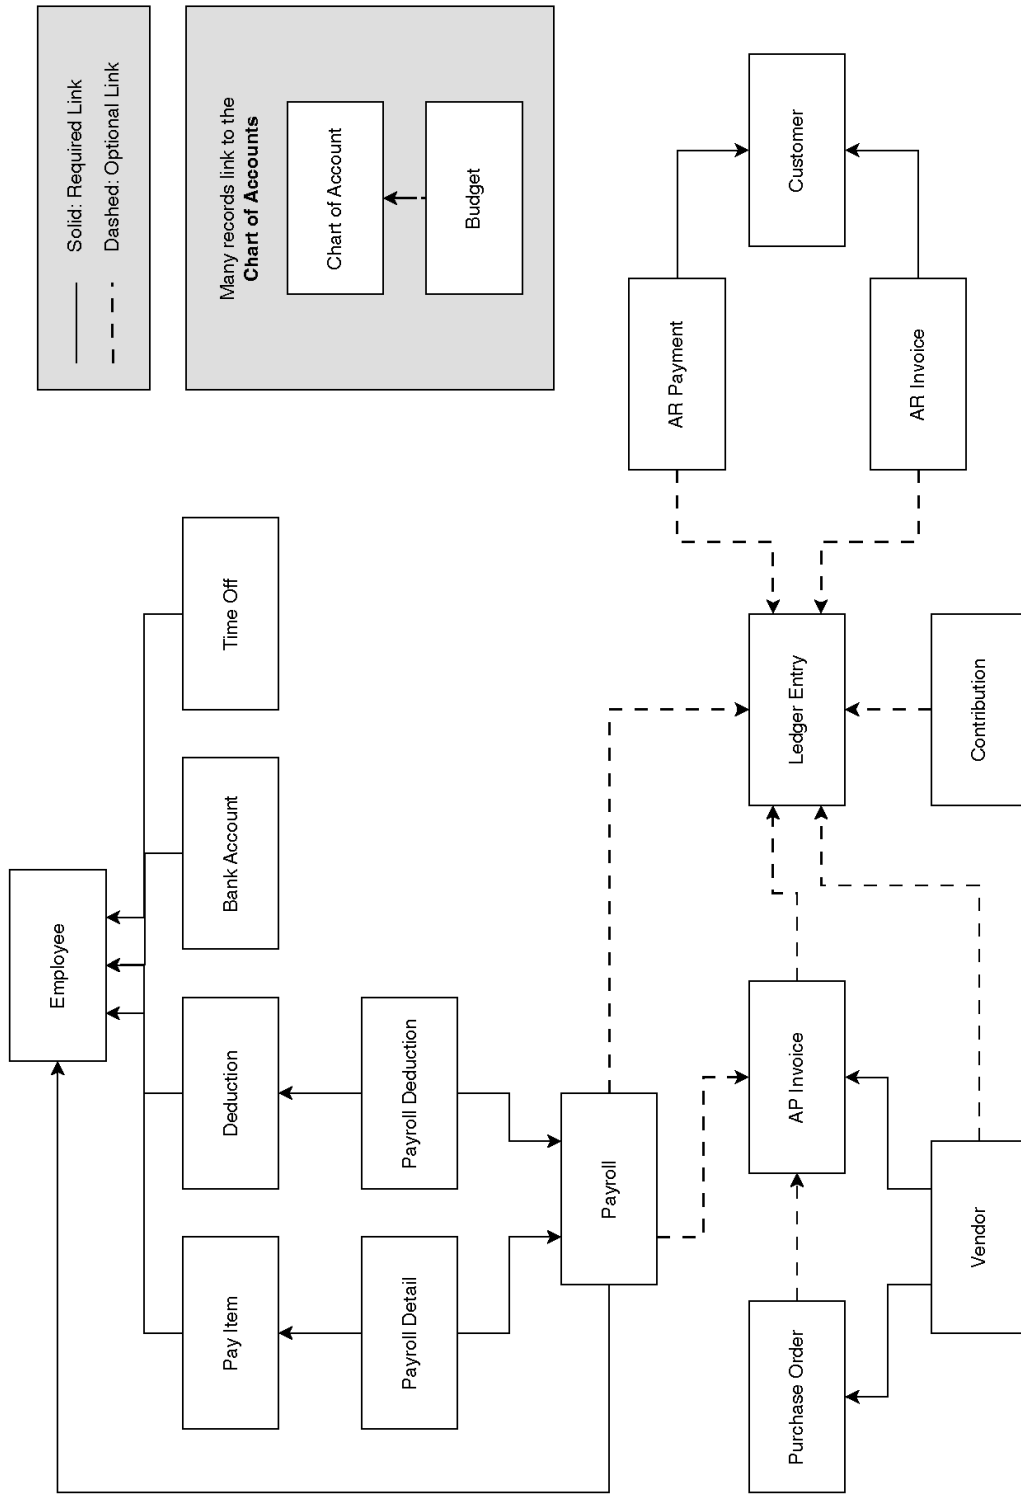 Employee
Solid: Required Link
Dashed: Optional Link
Pay Item
Deduction
Bank Account
Time Off
Many records link to the
Chart of Accounts
Chart of Account
Budget
Payroll Detail
Payroll Deduction
Payroll
AR Payment
Purchase Order
AP Invoice
Ledger Entry
Customer
AR Invoice
Vendor
Contribution